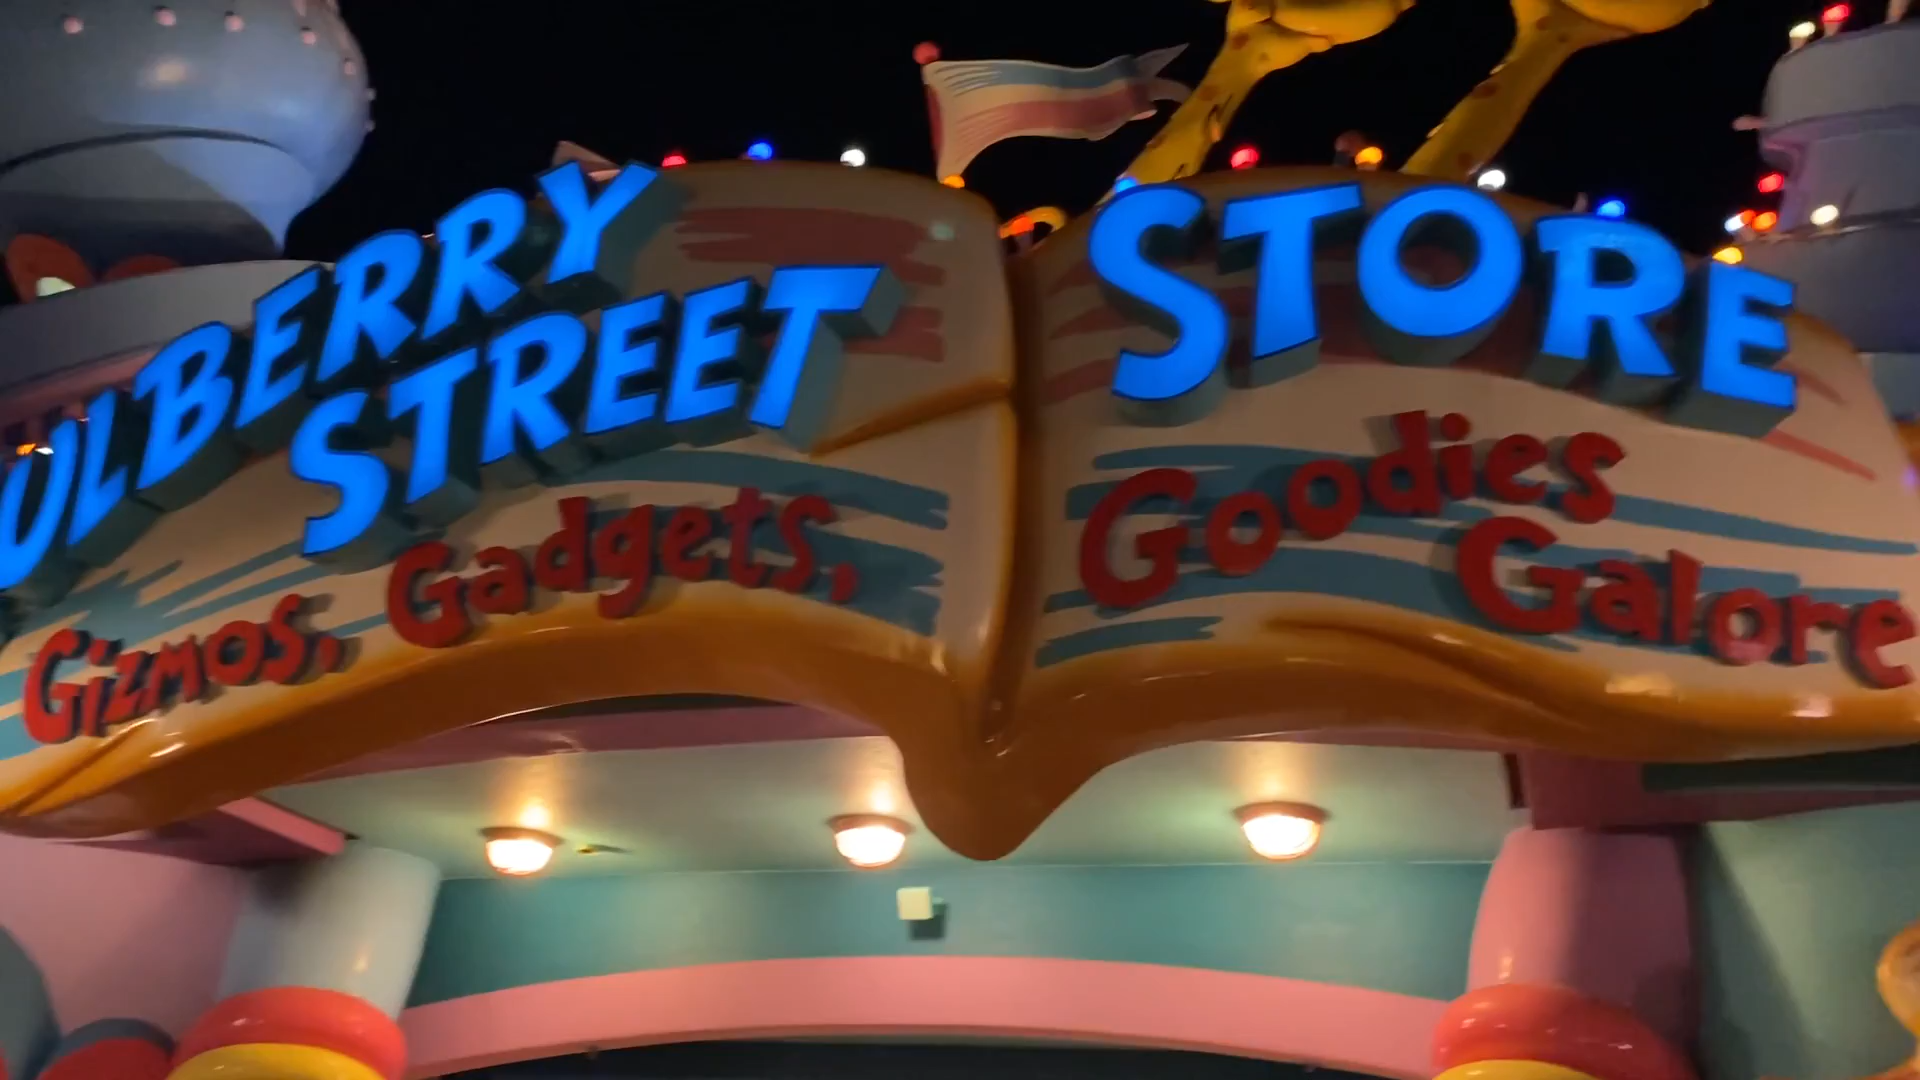 ULBERRY
STREET
STORE
Gizmos, Gadgets,
Goodies
Galore